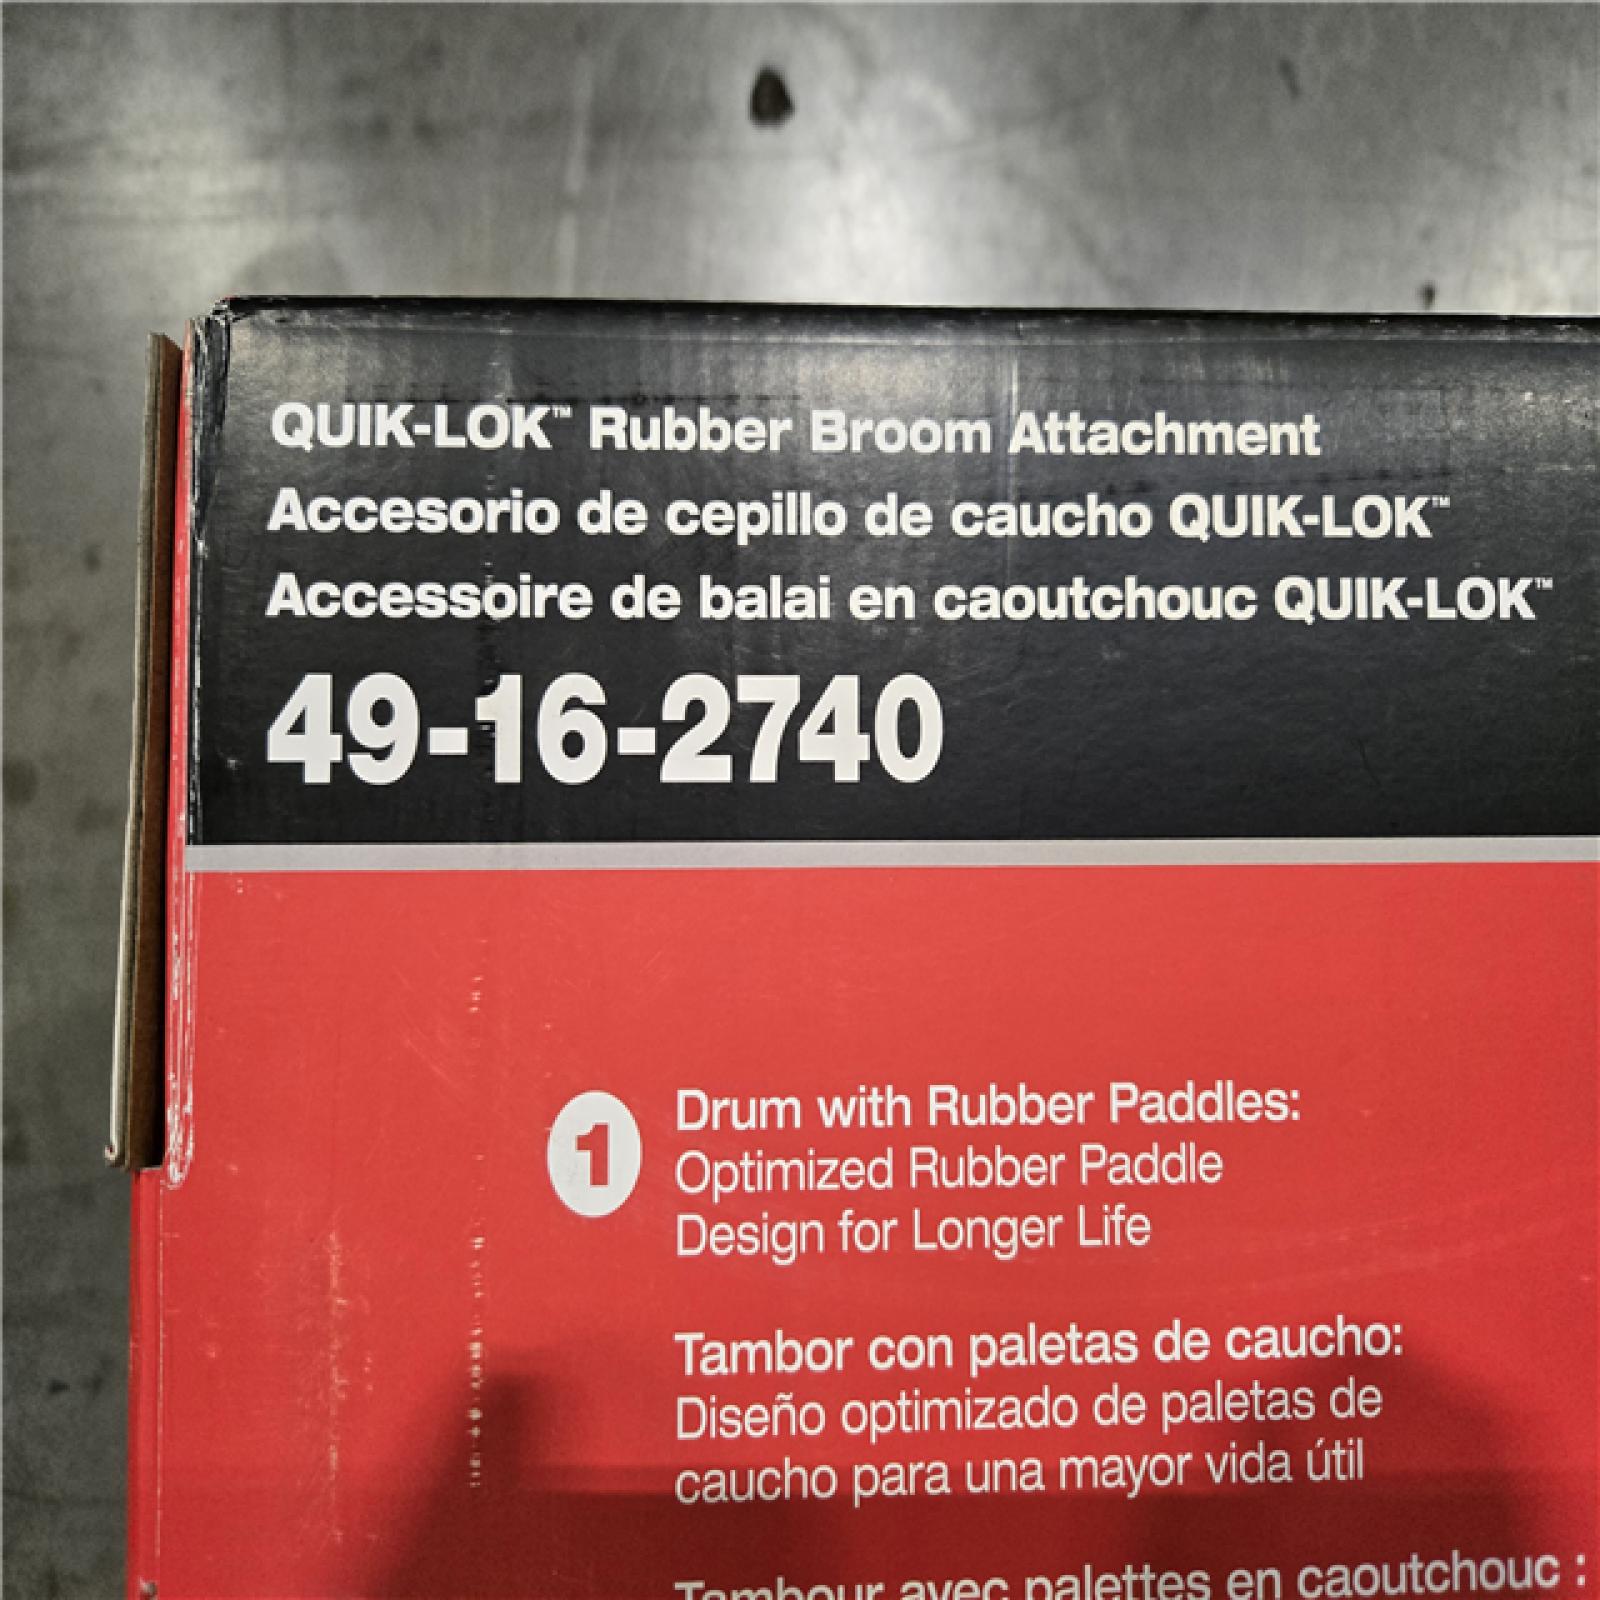 QUIK-LOK™ Rubber Broom Attachment
Accesorio de cepillo de caucho QUIK-LOK™
Accessoire de balai en caoutchouc QUIK-LOK™
49-16-2740
1
Drum with Rubber Paddles:
Optimized Rubber Paddle
Design for Longer Life
Tambor con paletas de caucho:
Diseño optimizado de paletas de
caucho para una mayor vida útil
Tambour avec palettes en caoutchouc :